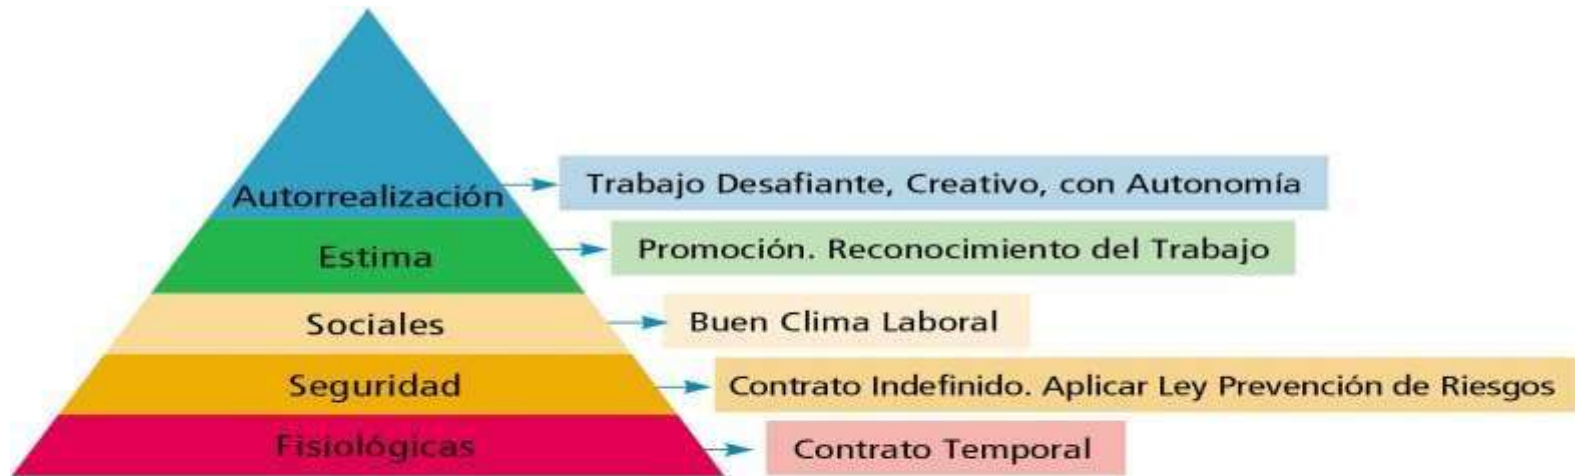 Autorrealización
Trabajo Desafiante, Creativo, con Autonomía
Estima
Promoción. Reconocimiento del Trabajo
Sociales
Buen Clima Laboral
Seguridad
Contrato Indefinido. Aplicar Ley Prevención de Riesgos
Fisiológicas
Contrato Temporal